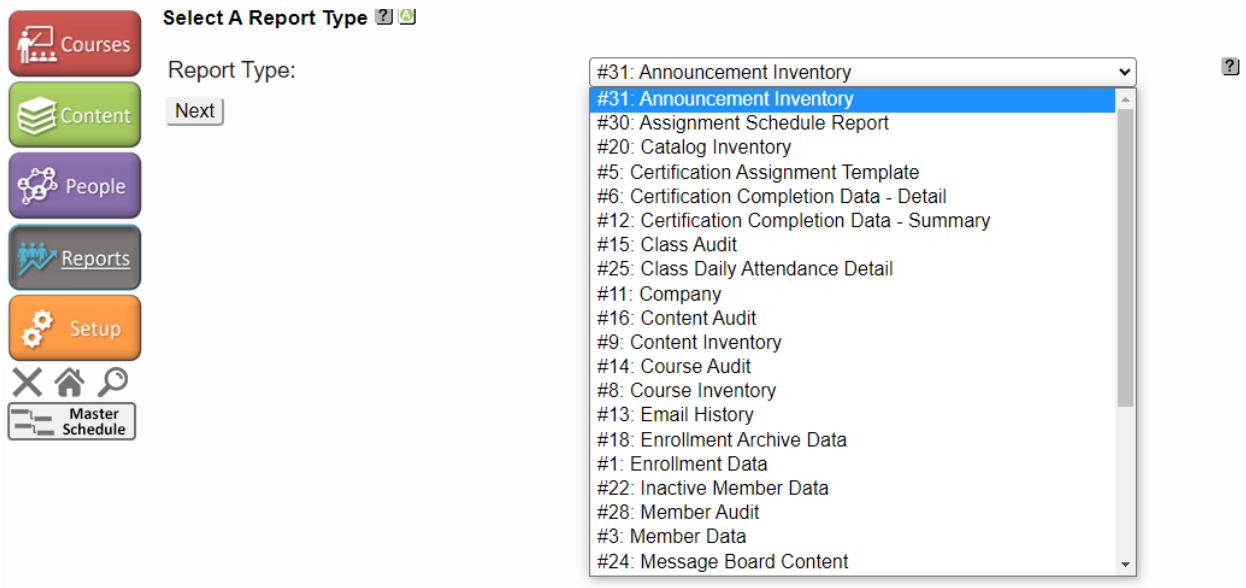 Select A Report Type ?
Courses
Report Type:
#31: Announcement Inventory
?
Next
#31: Announcement Inventory
#30: Assignment Schedule Report
#20: Catalog Inventory
#5: Certification Assignment Template
#6: Certification Completion Data - Detail
#12: Certification Completion Data - Summary
#15: Class Audit
#25: Class Daily Attendance Detail
#11: Company
#16: Content Audit
#9: Content Inventory
#14: Course Audit
#8: Course Inventory
#13: Email History
#18: Enrollment Archive Data
#1: Enrollment Data
#22: Inactive Member Data
#28: Member Audit
#3: Member Data
#24: Message Board Content
Content
People
Reports
Setup
Master
Schedule